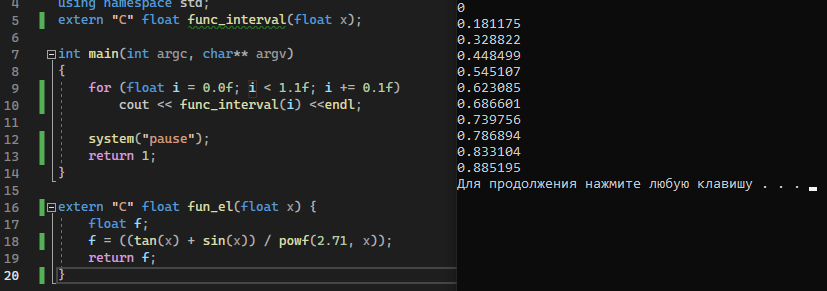 4 using namespace std;
5 extern "C" float func_interval(float x);
6
7 int main(int argc, char** argv)
8 {
9 for (float i = 0.0f; i < 1.1f; i += 0.1f)
10 cout << func_interval(i) <<endl;
11
12 system("pause");
13 return 1;
14 }
15
16 extern "C" float fun_el(float x) {
17 float f;
18 f = ((tan(x) + sin(x)) / powf(2.71, x));
19 return f;
20 }
0
0.181175
0.328822
0.448499
0.545107
0.623085
0.686601
0.739756
0.786894
0.833104
0.885195
Для продолжения нажмите любую клавишу . . .